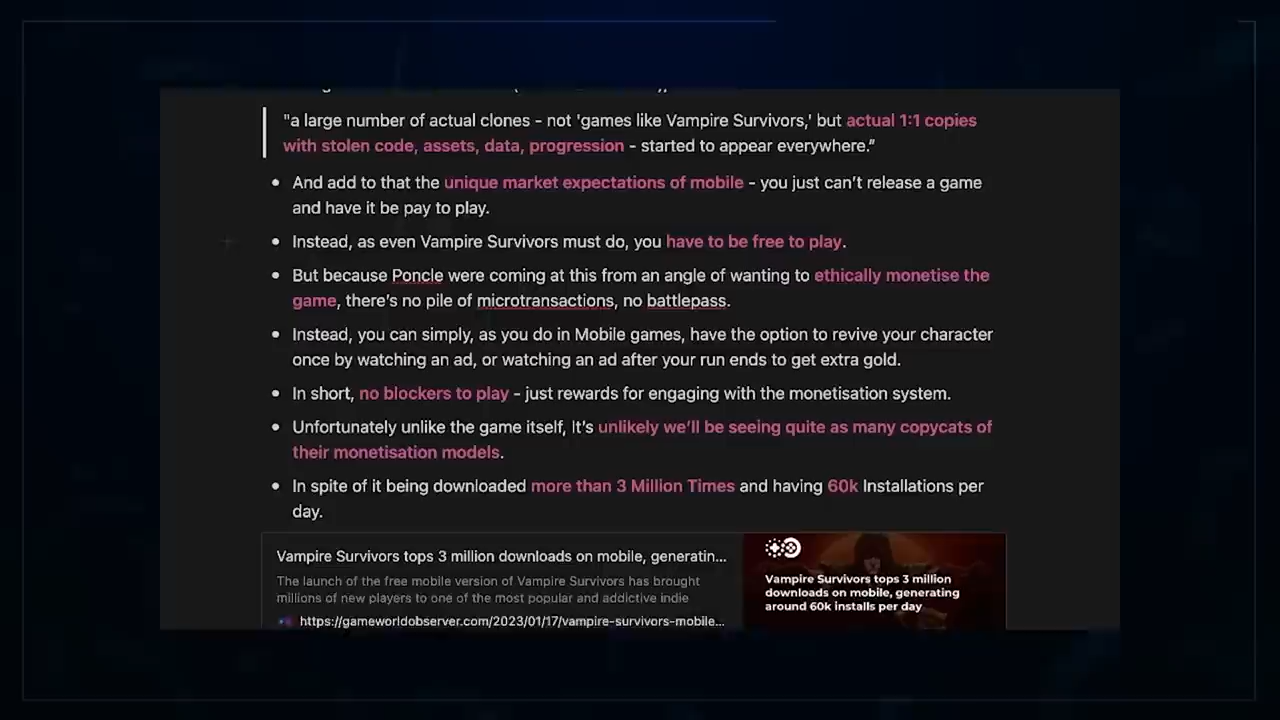 "a large number of actual clones - not 'games like Vampire Survivors,' but actual 1:1 copies
with stolen code, assets, data, progression - started to appear everywhere."
And add to that the unique market expectations of mobile - you just can't release a game
and have it be pay to play.
Instead, as even Vampire Survivors must do, you have to be free to play.
But because Poncle were coming at this from an angle of wanting to ethically monetise the
game, there's no pile of microtransactions, no battlepass.
Instead, you can simply, as you do in Mobile games, have the option to revive your character
once by watching an ad, or watching an ad after your run ends to get extra gold.
In short, no blockers to play - just rewards for engaging with the monetisation system.
Unfortunately unlike the game itself, it's unlikely we'll be seeing quite as many copycats of
their monetisation models.
In spite of it being downloaded more than 3 Million Times and having 60k Installations per
day.
Vampire Survivors tops 3 million downloads on mobile, generatin...
The launch of the free mobile version of Vampire Survivors has brought
millions of new players to one of the most popular and addictive indie
https://gameworldobserver.com/2023/01/17/vampire-survivors-mobile...
Vampire Survivors tops 3 million
downloads on mobile, generating
around 60k installs per day